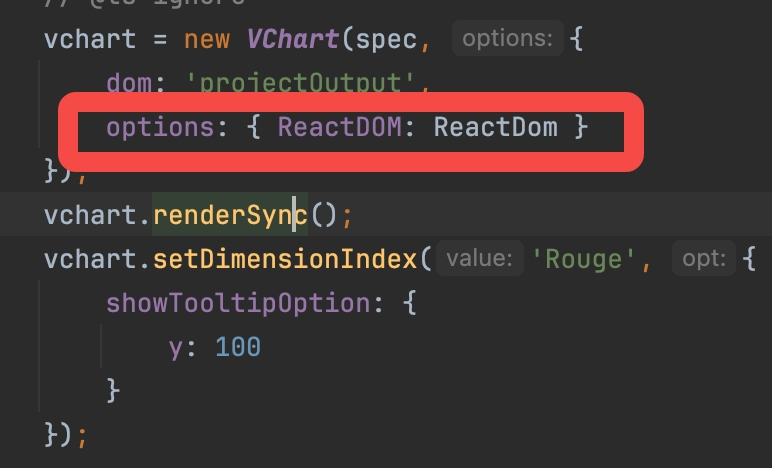 // @ts-ignore
vchart = new VChart(spec, options: {
dom: 'projectOutput',
options: { ReactDOM: ReactDom }
});
vchart.renderSync();
vchart.setDimensionIndex( value: 'Rouge', opt: {
showTooltipOption: {
y: 100
}
});